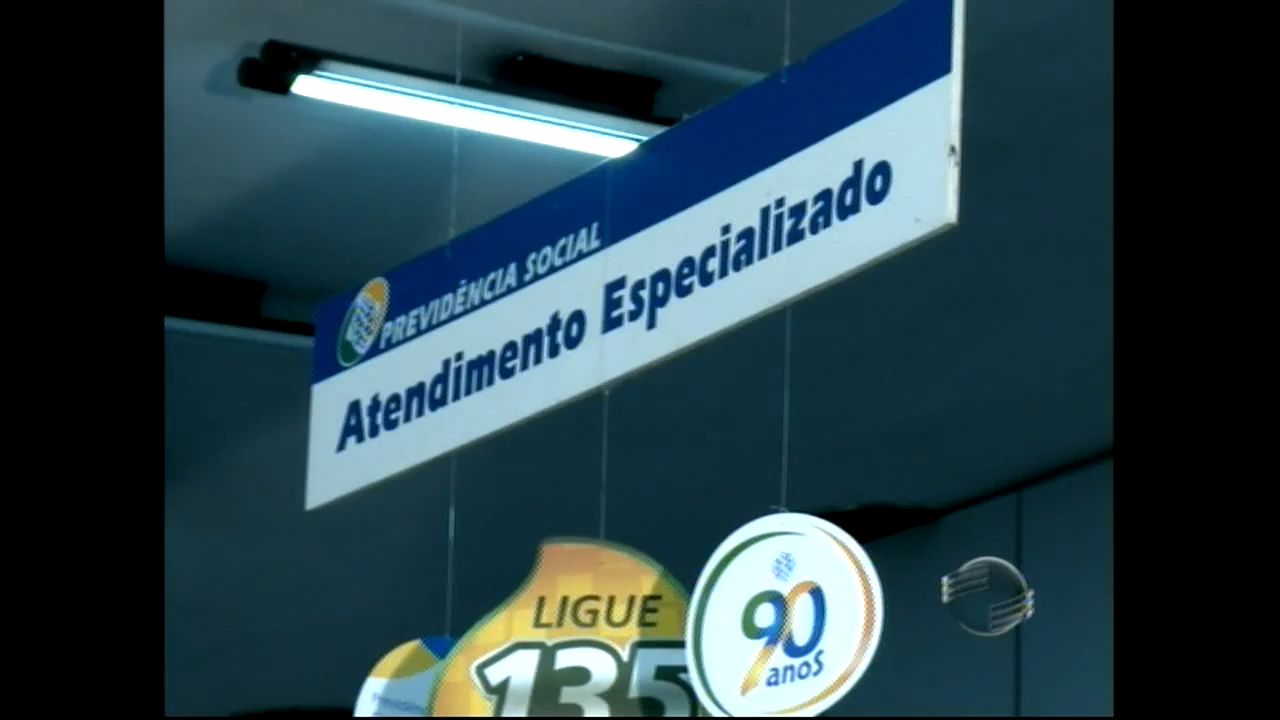 PREVIDÊNCIA SOCIAL
Atendimento Especializado
LIGUE
135
90
anos